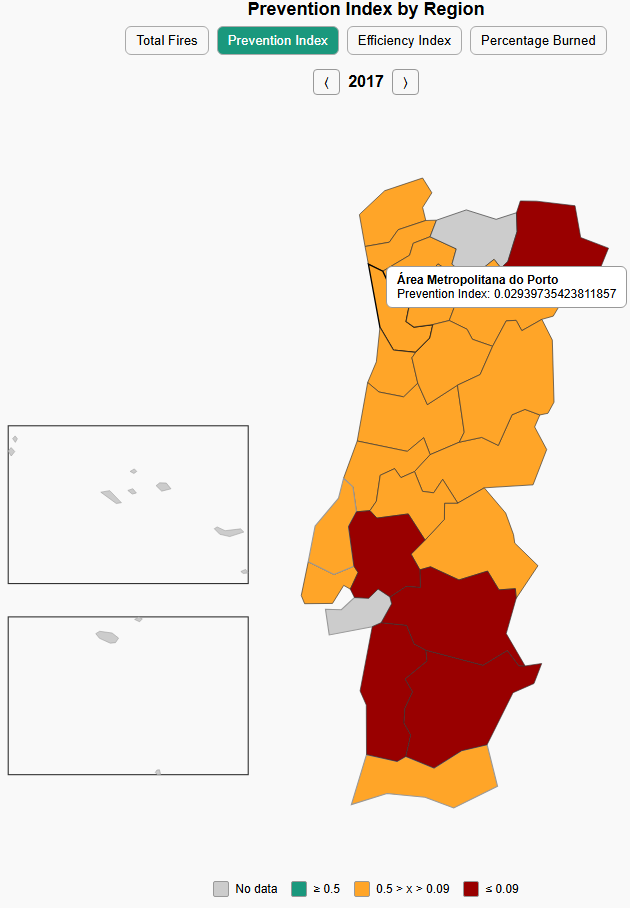 Prevention Index by Region
Total Fires Prevention Index Efficiency Index Percentage Burned
⟨ 2017 ⟩
Área Metropolitana do Porto
Prevention Index: 0.02939735423811857
No data ≥ 0.5 0.5 > x > 0.09 ≤ 0.09